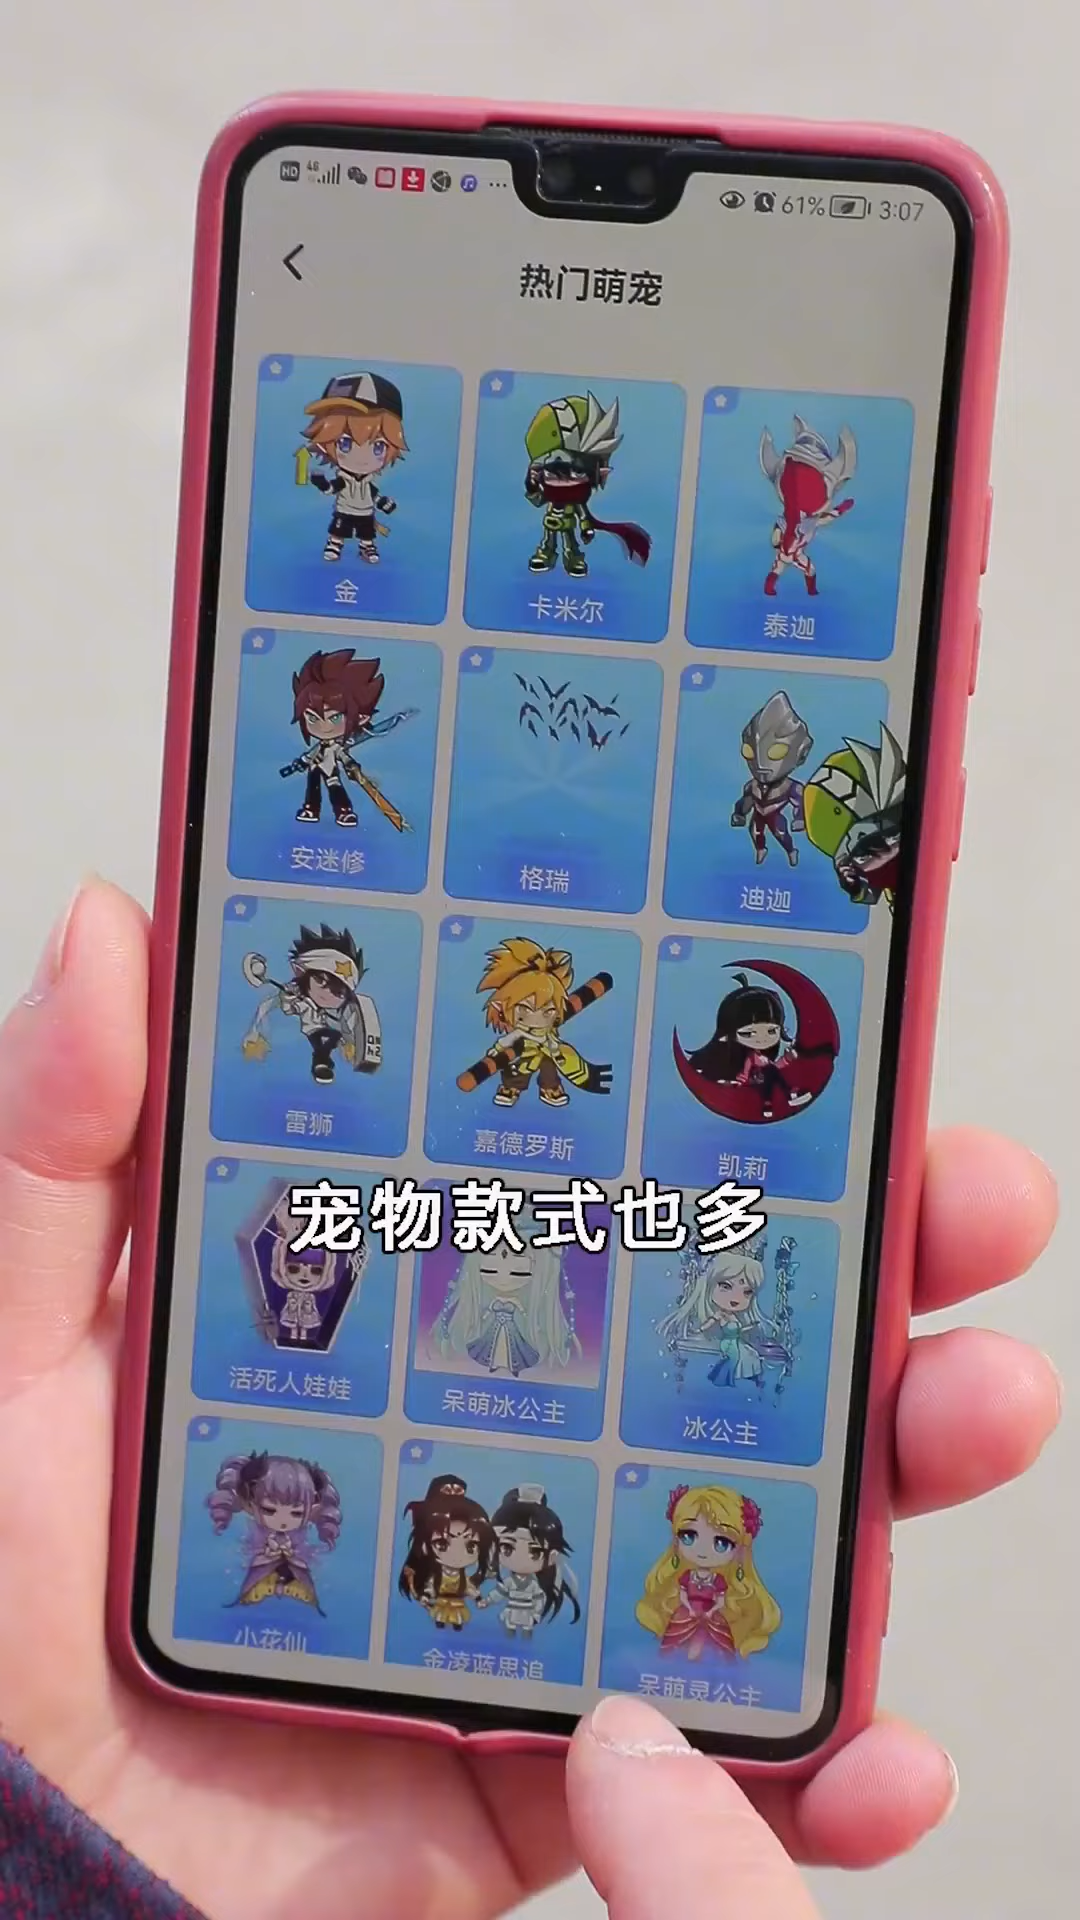 HD 4G 61% 3:07
热门萌宠
金
卡米尔
泰迦
安迷修
格瑞
迪迦
雷狮
嘉德罗斯
凯莉
宠物款式也多
活死人娃娃
呆萌冰公主
冰公主
小花仙
金凌蓝思追
呆萌灵公主